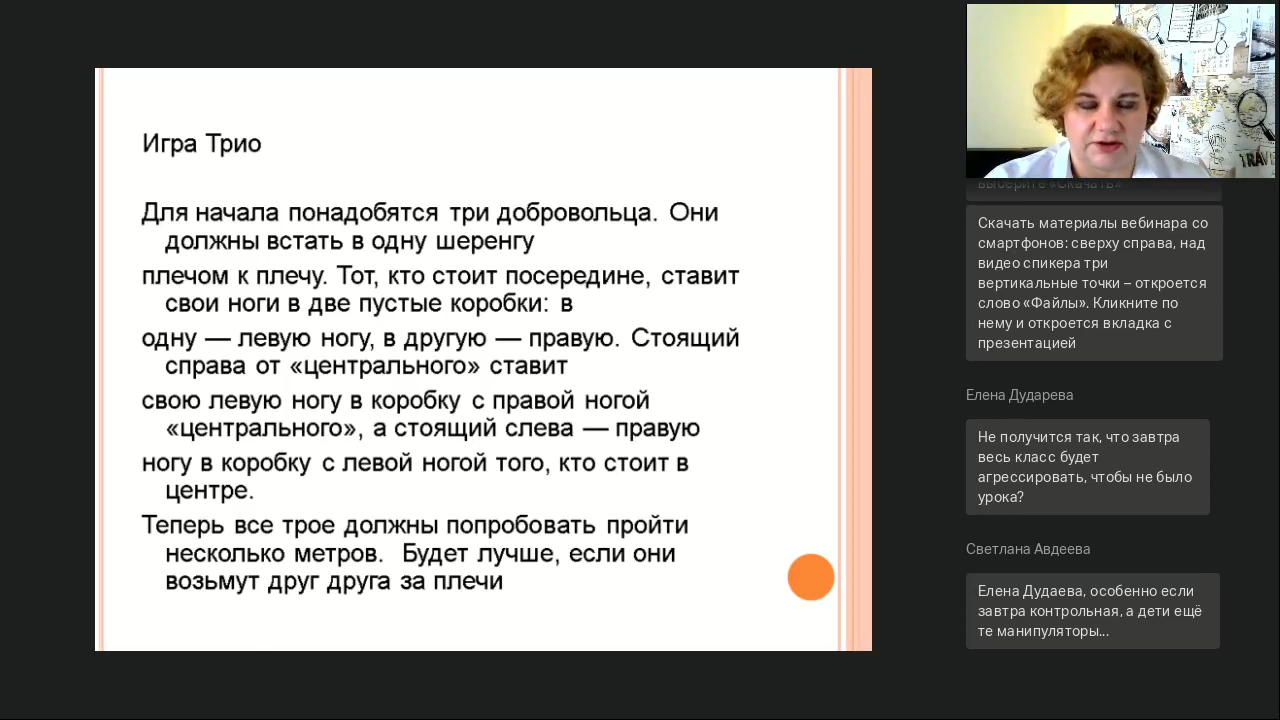 Игра Трио
Для начала понадобятся три добровольца. Они
должны встать в одну шеренгу
плечом к плечу. Тот, кто стоит посередине, ставит
свои ноги в две пустые коробки: в
одну — левую ногу, в другую — правую. Стоящий
справа от «центрального» ставит
свою левую ногу в коробку с правой ногой
«центрального», а стоящий слева — правую
ногу в коробку с левой ногой того, кто стоит в
центре.
Теперь все трое должны попробовать пройти
несколько метров. Будет лучше, если они
возьмут друг друга за плечи
TRAV
выберите «Скачать»
Скачать материалы вебинара со
смартфонов: сверху справа, над
видео спикера три
вертикальные точки – откроется
слово «Файлы». Кликните по
нему и откроется вкладка с
презентацией
Елена Дударева
Не получится так, что завтра
весь класс будет
агрессировать, чтобы не было
урока?
Светлана Авдеева
Елена Дудаева, особенно если
завтра контрольная, а дети ещё
те манипуляторы...